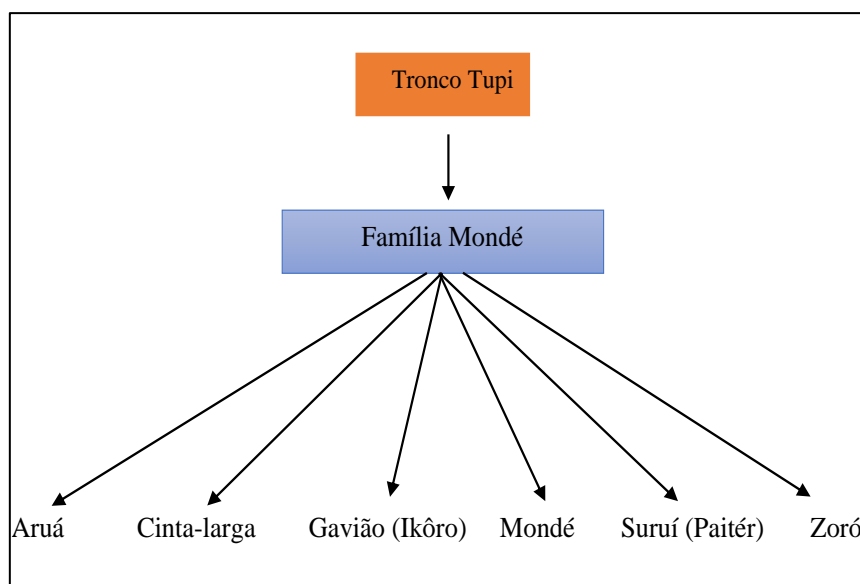 Tronco Tupi
Família Mondé
Aruá Cinta-larga Gavião (Ikôro) Mondé Suruí (Paitér) Zoró